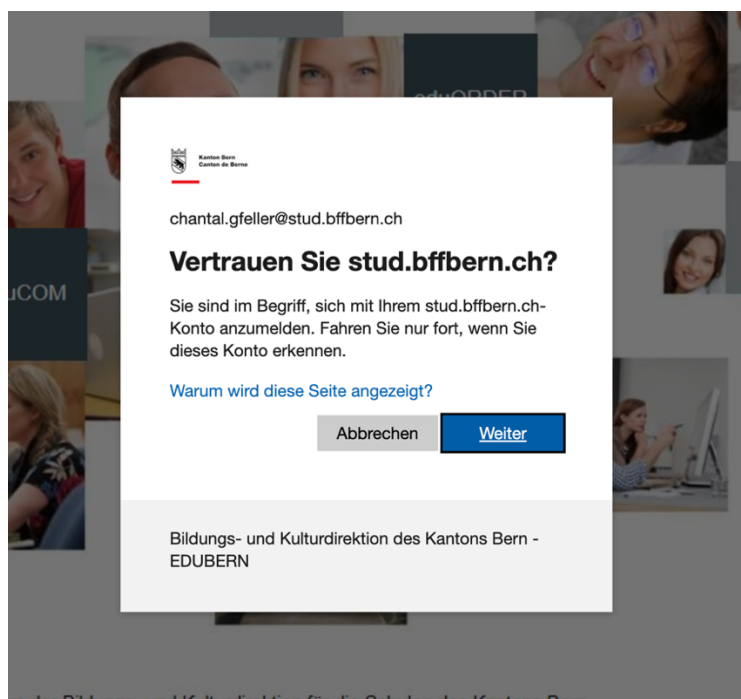 eduORDER
uCOM
Kanton Bern
Canton de Berne
chantal.gfeller@stud.bffbern.ch
Vertrauen Sie stud.bffbern.ch?
Sie sind im Begriff, sich mit Ihrem stud.bffbern.ch-
Konto anzumelden. Fahren Sie nur fort, wenn Sie
dieses Konto erkennen.
Warum wird diese Seite angezeigt?
Abbrechen Weiter
Bildungs- und Kulturdirektion des Kantons Bern -
EDUBERN